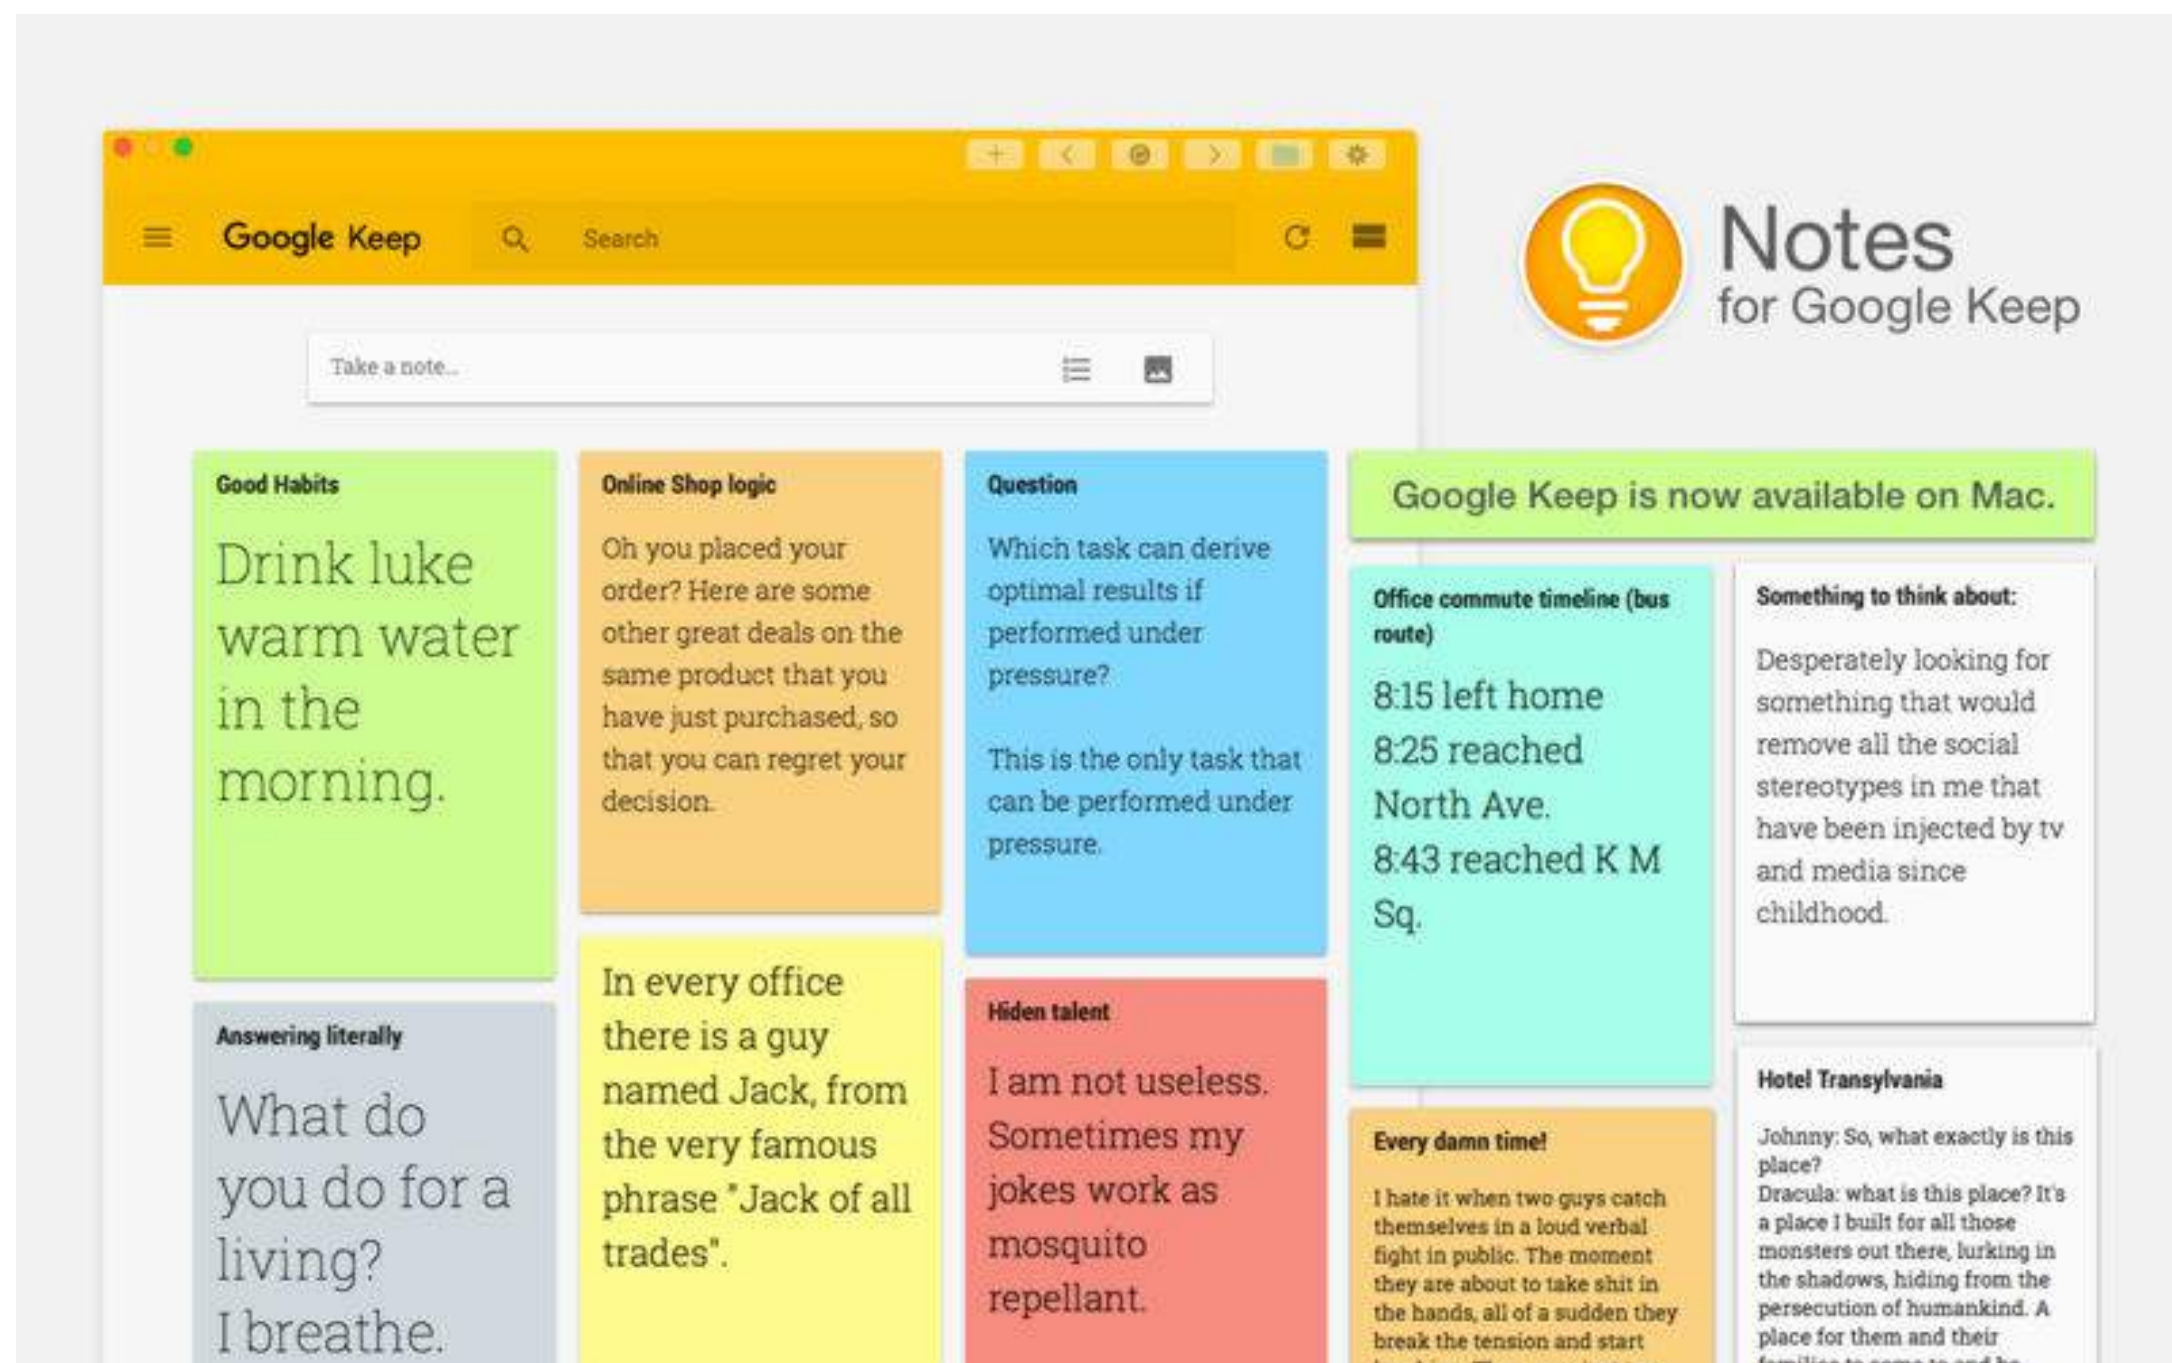 Google Keep
Search
Notes
for Google Keep
Take a note...
Good Habits
Drink luke
warm water
in the
morning.
Online Shop logic
Oh you placed your
order? Here are some
other great deals on the
same product that you
have just purchased, so
that you can regret your
decision.
Question
Which task can derive
optimal results if
performed under
pressure?
This is the only task that
can be performed under
pressure.
Google Keep is now available on Mac.
Office commute timeline (bus
route)
8:15 left home
8:25 reached
North Ave.
8:43 reached K M
Sq.
Something to think about:
Desperately looking for
something that would
remove all the social
stereotypes in me that
have been injected by tv
and media since
childhood.
Answering literally
What do
you do for a
living?
I breathe.
In every office
there is a guy
named Jack, from
the very famous
phrase "Jack of all
trades".
Hiden talent
I am not useless.
Sometimes my
jokes work as
mosquito
repellant.
Every damn time!
I hate it when two guys catch
themselves in a loud verbal
fight in public. The moment
they are about to take shit in
the hands, all of a sudden they
break the tension and start
Hotel Transylvania
Johnny: So, what exactly is this
place?
Dracula: what is this place? It's
a place I built for all those
monsters out there, lurking in
the shadows, hiding from the
persecution of humankind. A
place for them and their